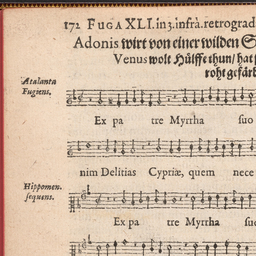 172 FUGA XLI. in 3. infrà. retrograd
Adonis wirt von einer wilden S
Venus wolt Hülffe thun / hat
roht gefärb
Atalanta
Fugiens.
Ex pa tre Myrrha suo
nim Delitias Cypriæ, quem nece
Hippomen.
sequens.
Ex pa tre Myrrha suo